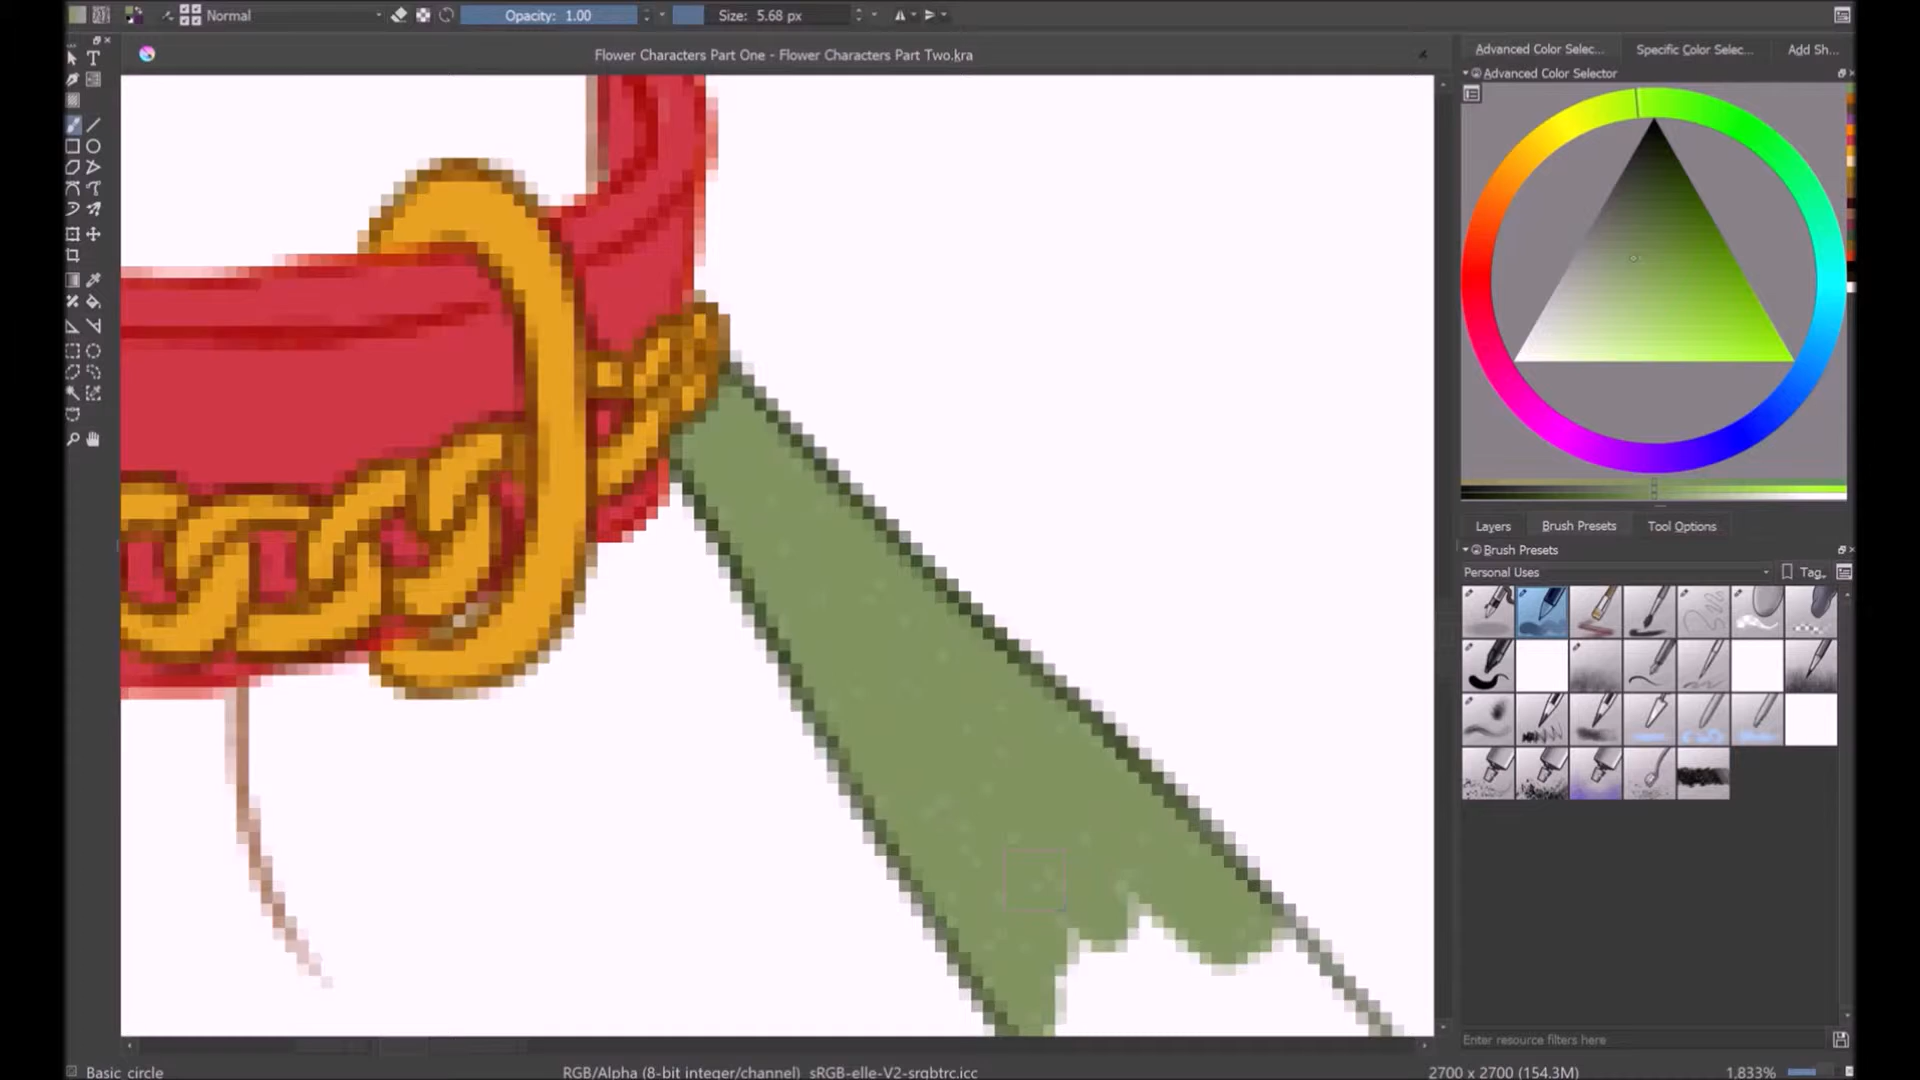 Normal
Opacity: 1.00
Size: 5.68 px
Flower Characters Part One - Flower Characters Part Two.kra
Advanced Color Selec...
Specific Color Selec...
Add Sh...
Advanced Color Selector
Layers
Brush Presets
Tool Options
Brush Presets
Personal Uses
Tag
Enter resource filters here
Basic_circle
RGB/Alpha (8-bit integer/channel) sRGB-elle-V2-srgbtrc.icc
2700 x 2700 (154.3M)
1,833%